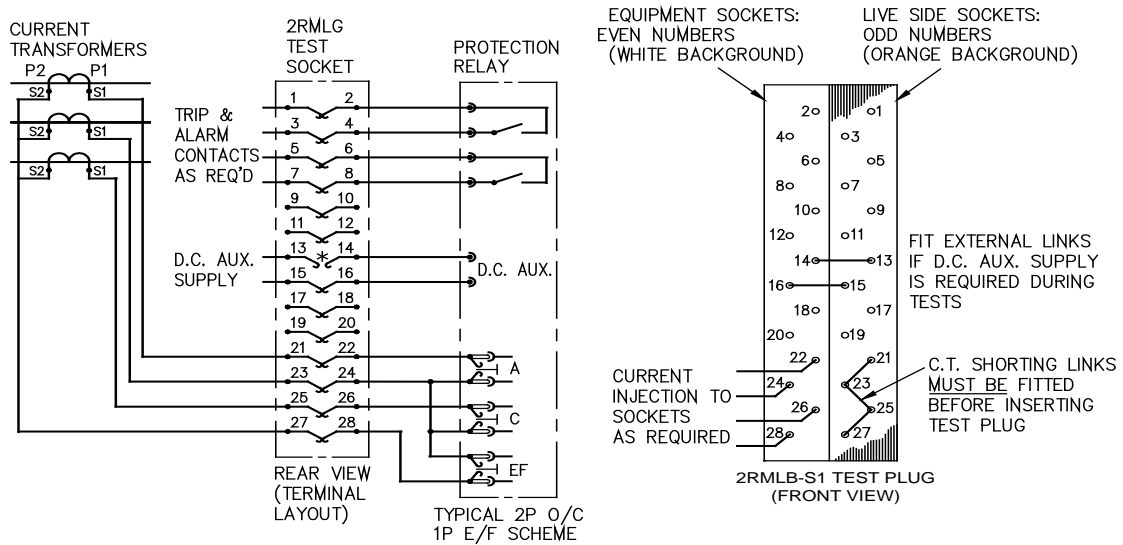 CURRENT
TRANSFORMERS
P2 P1
S2 S1
S2 S1
S2 S1
2RMLG
TEST
SOCKET
PROTECTION
RELAY
TRIP &
ALARM
CONTACTS
AS REQ'D
D.C. AUX.
SUPPLY
1 2
3 4
5 6
7 8
9 10
11 12
13 * 14
15 16
17 18
19 20
21 22
23 24
25 26
27 28
D.C. AUX.
A
C
EF
REAR VIEW
(TERMINAL
LAYOUT)
TYPICAL 2P O/C
1P E/F SCHEME
EQUIPMENT SOCKETS:
EVEN NUMBERS
(WHITE BACKGROUND)
LIVE SIDE SOCKETS:
ODD NUMBERS
(ORANGE BACKGROUND)
2 1
4 3
6 5
8 7
10 9
12 11
14 13
16 15
18 17
20 19
22 21
24 23
26 25
28 27
FIT EXTERNAL LINKS
IF D.C. AUX. SUPPLY
IS REQUIRED DURING
TESTS
CURRENT
INJECTION TO
SOCKETS
AS REQUIRED
C.T. SHORTING LINKS
MUST BE FITTED
BEFORE INSERTING
TEST PLUG
2RMLB-S1 TEST PLUG
(FRONT VIEW)